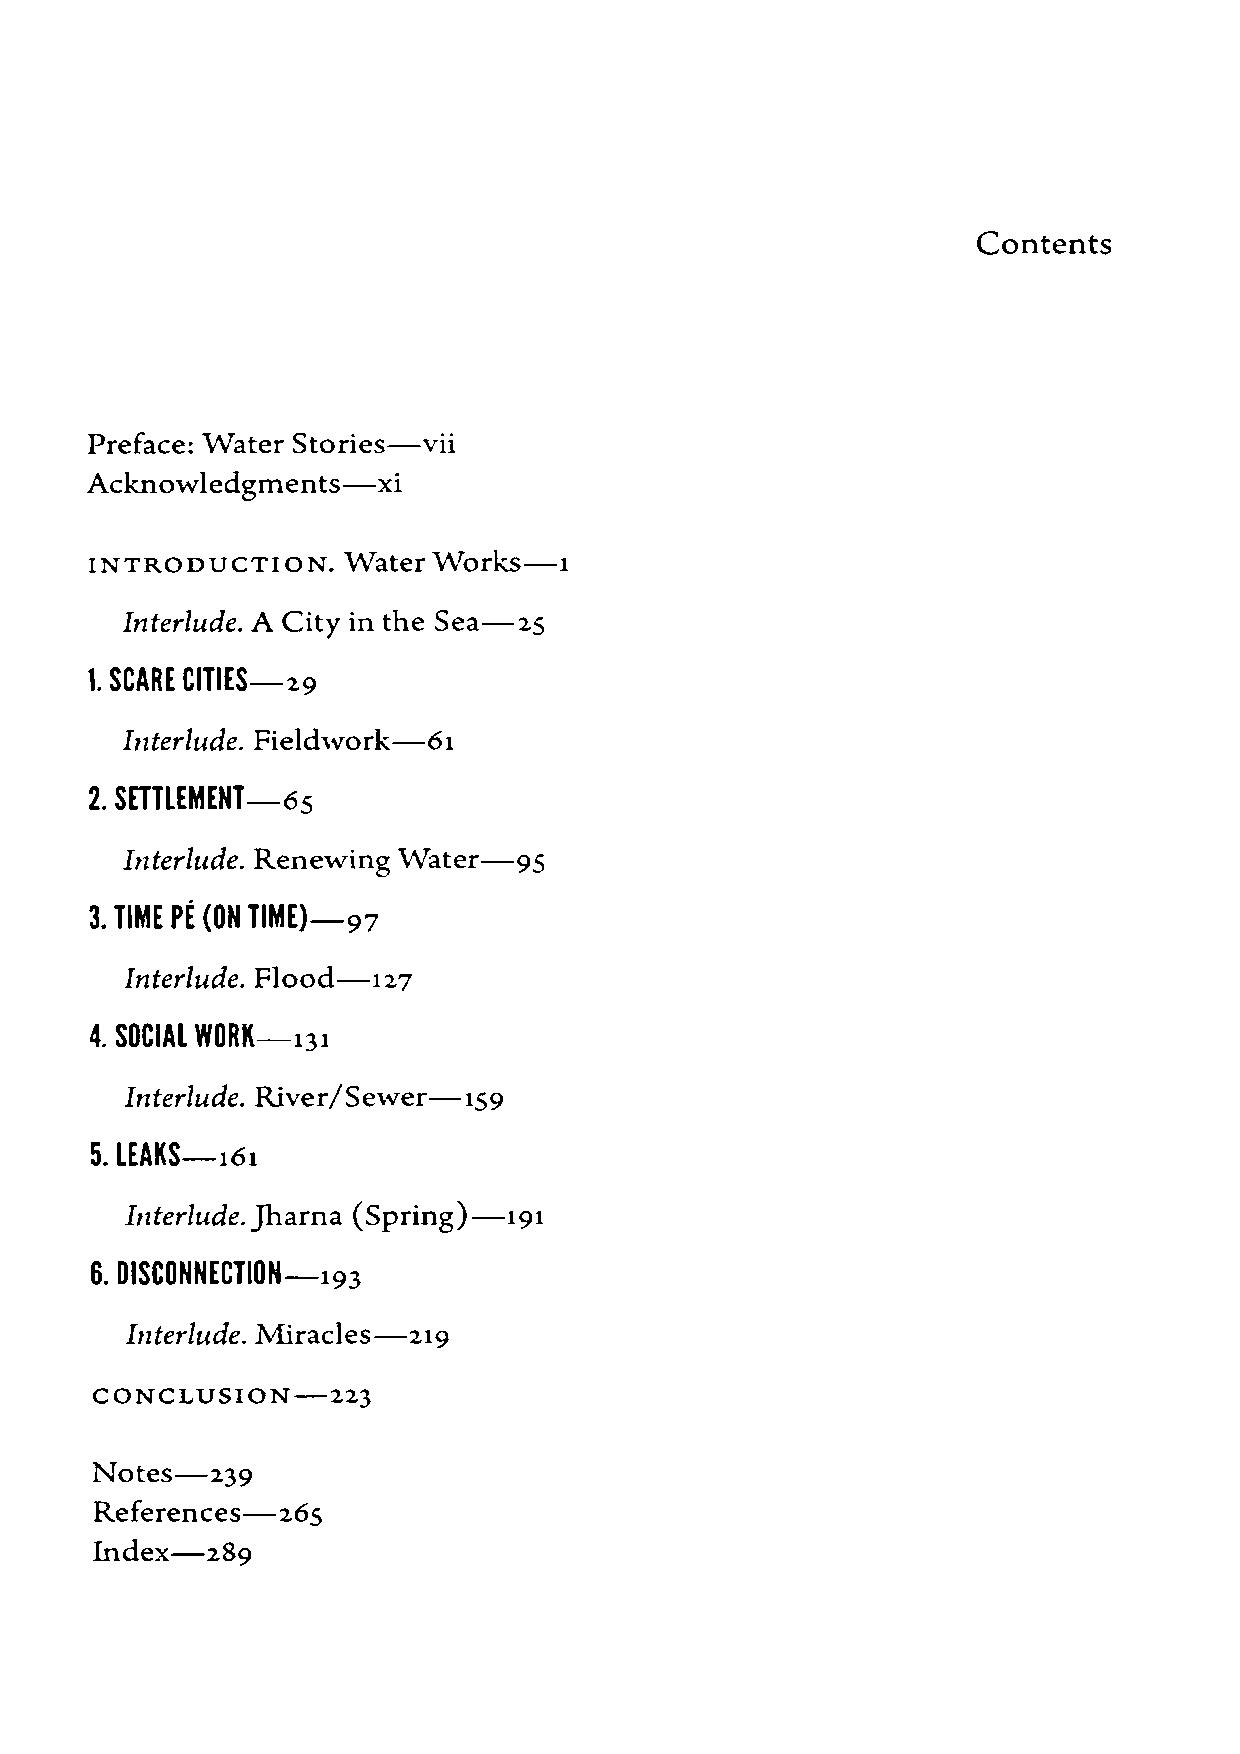 Contents
Preface: Water Stories—vii
Acknowledgments—xi
INTRODUCTION. Water Works—1
Interlude. A City in the Sea—25
1. SCARE CITIES—29
Interlude. Fieldwork—61
2. SETTLEMENT—65
Interlude. Renewing Water—95
3. TIME PÉ (ON TIME)—97
Interlude. Flood—127
4. SOCIAL WORK—131
Interlude. River/Sewer—159
5. LEAKS—161
Interlude. Jharna (Spring)—191
6. DISCONNECTION—193
Interlude. Miracles—219
CONCLUSION—223
Notes—239
References—265
Index—289